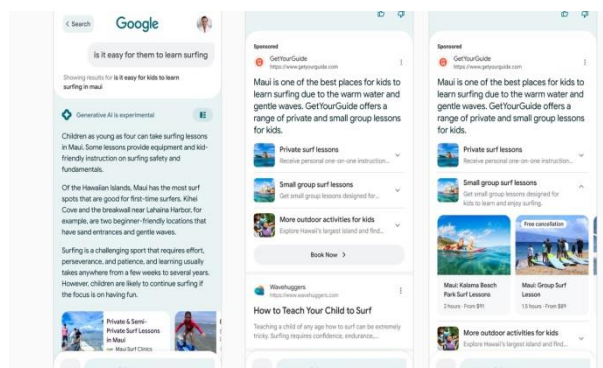 < Search
Google
is it easy for them to learn surfing
Showing results for is it easy for kids to learn
surfing in maui
Generative AI is experimental
Children as young as four can take surfing lessons
in Maui. Some lessons provide equipment and kid-
friendly instruction on surfing safety and
fundamentals.
Of the Hawaiian Islands, Maui has the most surf
spots that are good for first-time surfers. Kihei
Cove and the breakwall near Lahaina Harbor, for
example, are two beginner-friendly locations that
have sand entrances and gentle waves.
Surfing is a challenging sport that requires effort,
perseverance, and patience, and learning usually
takes anywhere from a few weeks to several years.
However, children are likely to continue surfing if
the focus is on having fun.
Private & Semi-
Private Surf Lessons
in Maui
Maui Surf Clinics
Sponsored
GetYourGuide
https://www.getyourguide.com
Maui is one of the best places for kids to
learn surfing due to the warm water and
gentle waves. GetYourGuide offers a
range of private and small group lessons
for kids.
Private surf lessons
Receive personal one-on-one instruction...
Small group surf lessons
Get small group lessons designed for...
More outdoor activities for kids
Explore Hawaii's largest island and find...
Book Now >
Wavehuggers
https://www.wavehuggers.com
How to Teach Your Child to Surf
Teaching a child of any age how to surf can be extremely
tricky. Surfing requires confidence, endurance,...
Sponsored
GetYourGuide
https://www.getyourguide.com
Maui is one of the best places for kids to
learn surfing due to the warm water and
gentle waves. GetYourGuide offers a
range of private and small group lessons
for kids.
Private surf lessons
Receive personal one-on-one instruction...
Small group surf lessons
Get small group lessons designed for
kids to learn and enjoy surfing.
Free cancellation
Maui: Kalama Beach
Park Surf Lessons
2 hours · From $91
Maui: Group Surf
Lesson
1.5 hours · From $89
More outdoor activities for kids
Explore Hawaii's largest island and find...